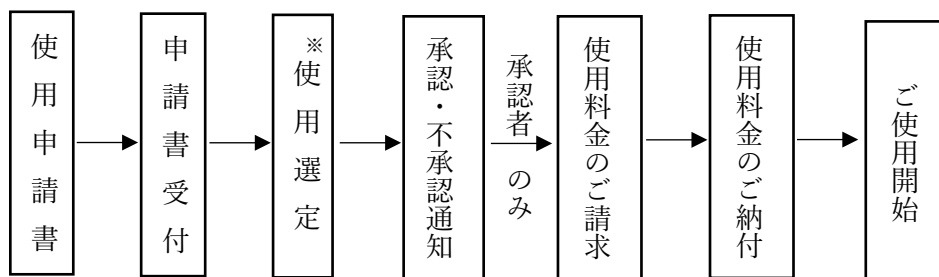 使用申請書
申請書受付
※使用選定
承認・不承認通知
承認者のみ
使用料金のご請求
使用料金のご納付
ご使用開始